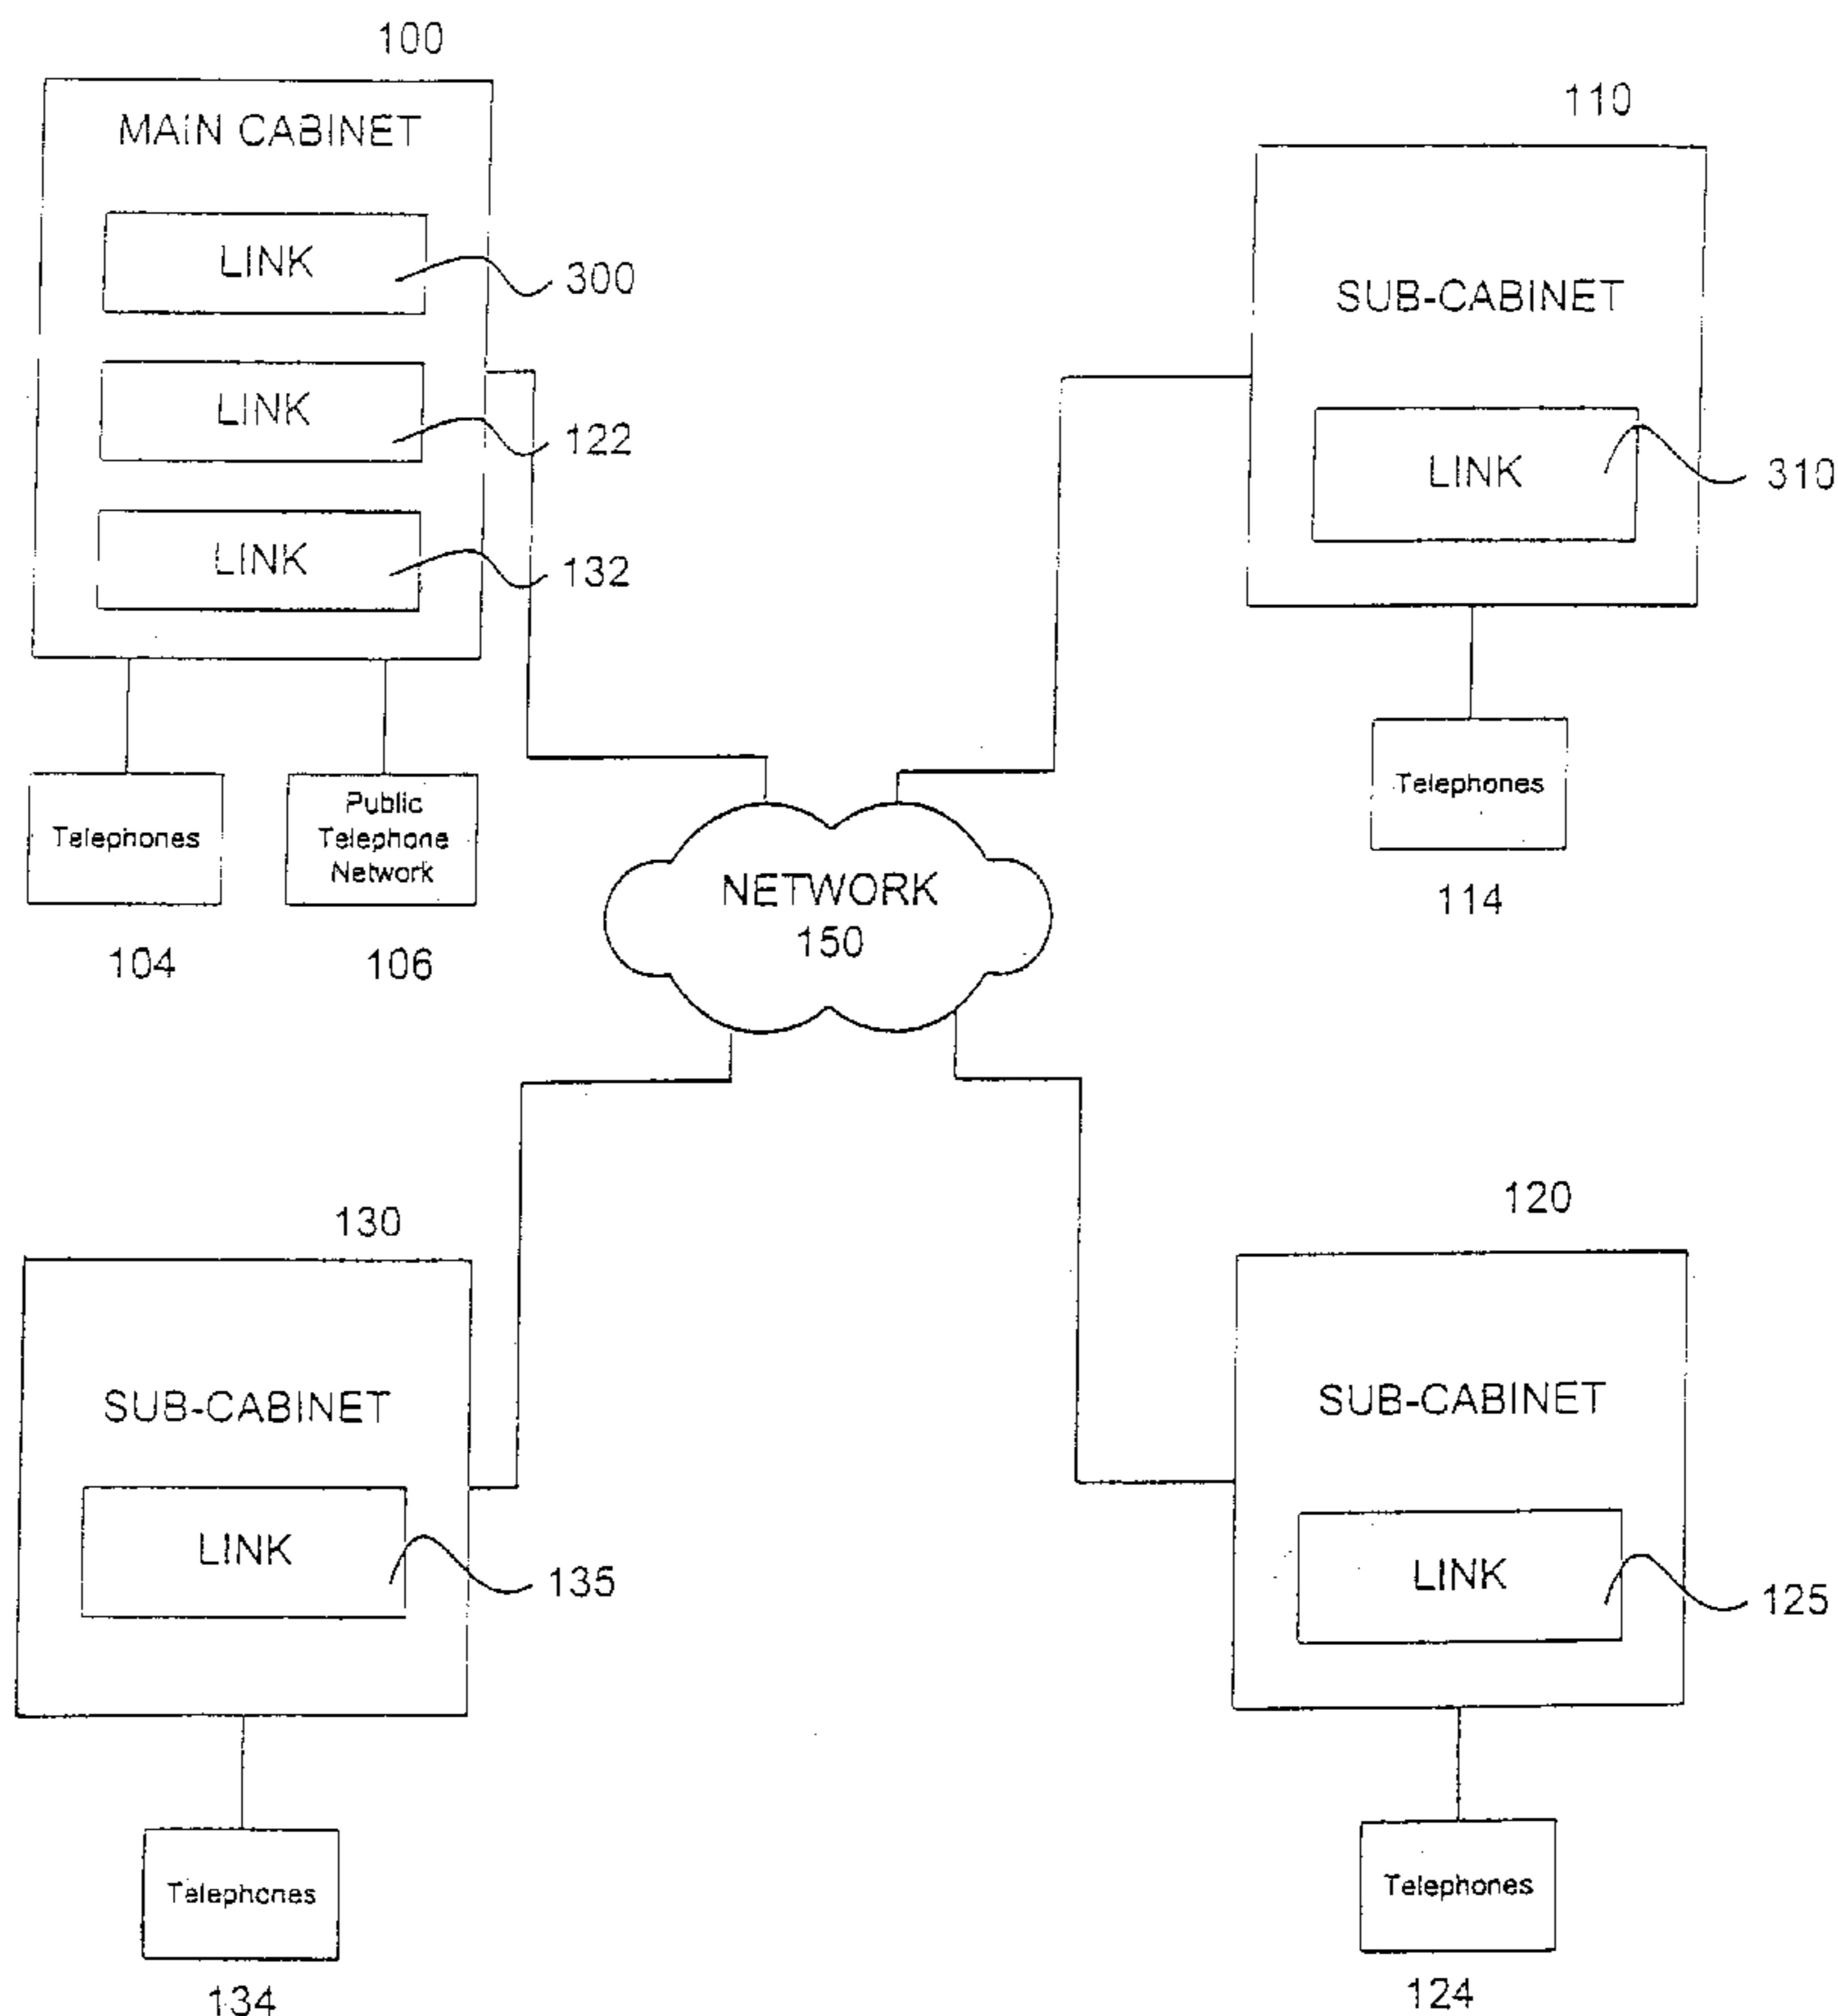 100
MAIN CABINET
LINK
300
LINK
122
LINK
132
Telephones
104
Public
Telephone
Network
106
110
SUB-CABINET
LINK
310
Telephones
114
NETWORK
150
130
SUB-CABINET
LINK
135
Telephones
134
120
SUB-CABINET
LINK
125
Telephones
124